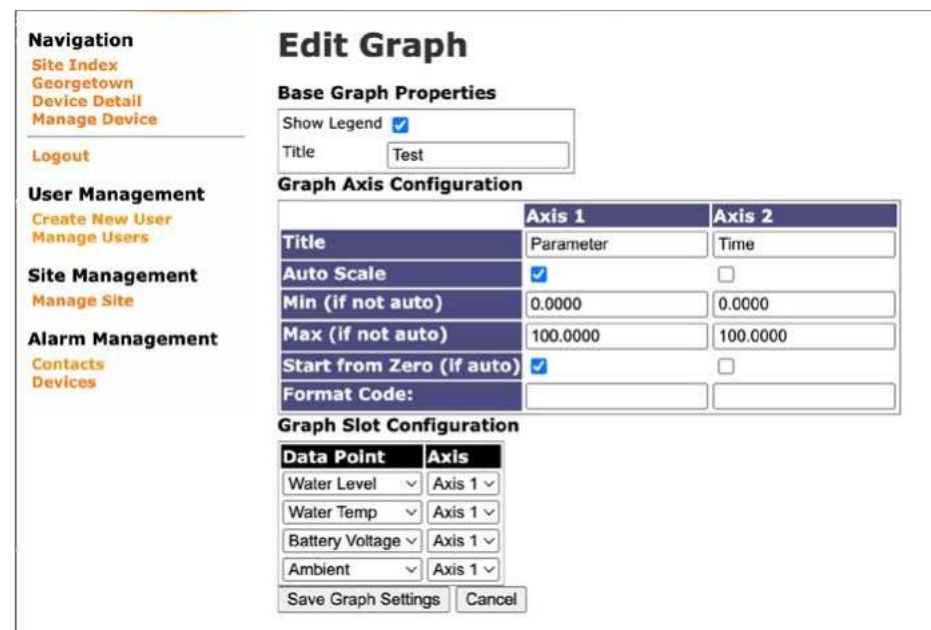 Navigation
Site Index
Georgetown
Device Detail
Manage Device
Logout
User Management
Create New User
Manage Users
Site Management
Manage Site
Alarm Management
Contacts
Devices
Edit Graph
Base Graph Properties
Show Legend
Title Test
Graph Axis Configuration
Axis 1 Axis 2
Title Parameter Time
Auto Scale
Min (if not auto) 0.0000 0.0000
Max (if not auto) 100.0000 100.0000
Start from Zero (if auto)
Format Code:
Graph Slot Configuration
Data Point Axis
Water Level Axis 1
Water Temp Axis 1
Battery Voltage Axis 1
Ambient Axis 1
Save Graph Settings Cancel